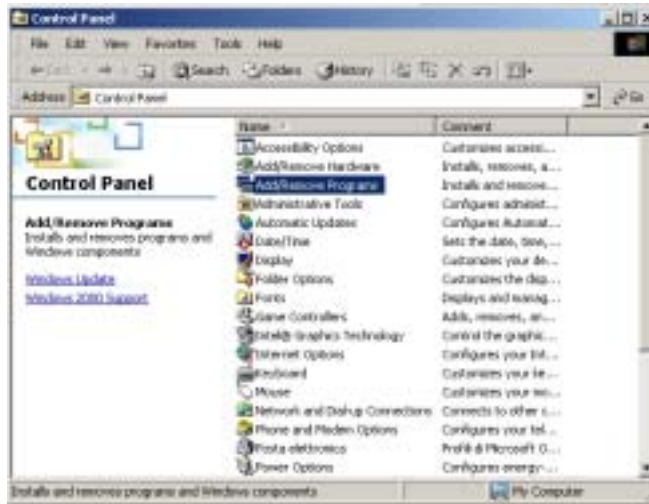 Control Panel
File Edit View Favorites Tools Help
Search Folders History
Address Control Panel Go
Control Panel
Add/Remove Programs
Installs and removes programs and
Windows components
Windows Update
Windows 2000 Support
Name Comment
Accessibility Options Customizes accessi...
Add/Remove Hardware Installs, removes, a...
Add/Remove Programs Installs and remove...
Administrative Tools Configures administ...
Automatic Updates Configures Automat...
Date/Time Sets the date, time,...
Display Customizes your de...
Folder Options Customizes the disp...
Fonts Displays and manag...
Game Controllers Adds, removes, an...
Intel® Graphics Technology Control the graphic...
Internet Options Configures your Int...
Keyboard Customizes your ke...
Mouse Customizes your mo...
Network and Dial-up Connections Connects to other c...
Phone and Modem Options Configures your tel...
Posta elettronica Profili di Microsoft O...
Power Options Configures energy-...
Installs and removes programs and Windows components My Computer